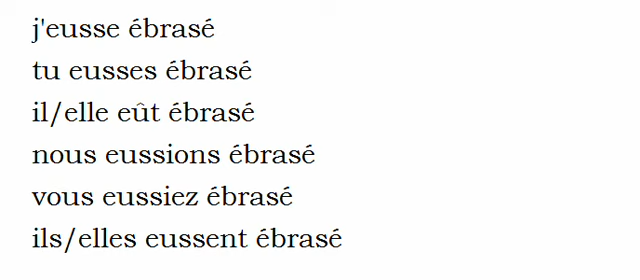 j'eusse ébrasé
tu eusses ébrasé
il/elle eût ébrasé
nous eussions ébrasé
vous eussiez ébrasé
ils/elles eussent ébrasé